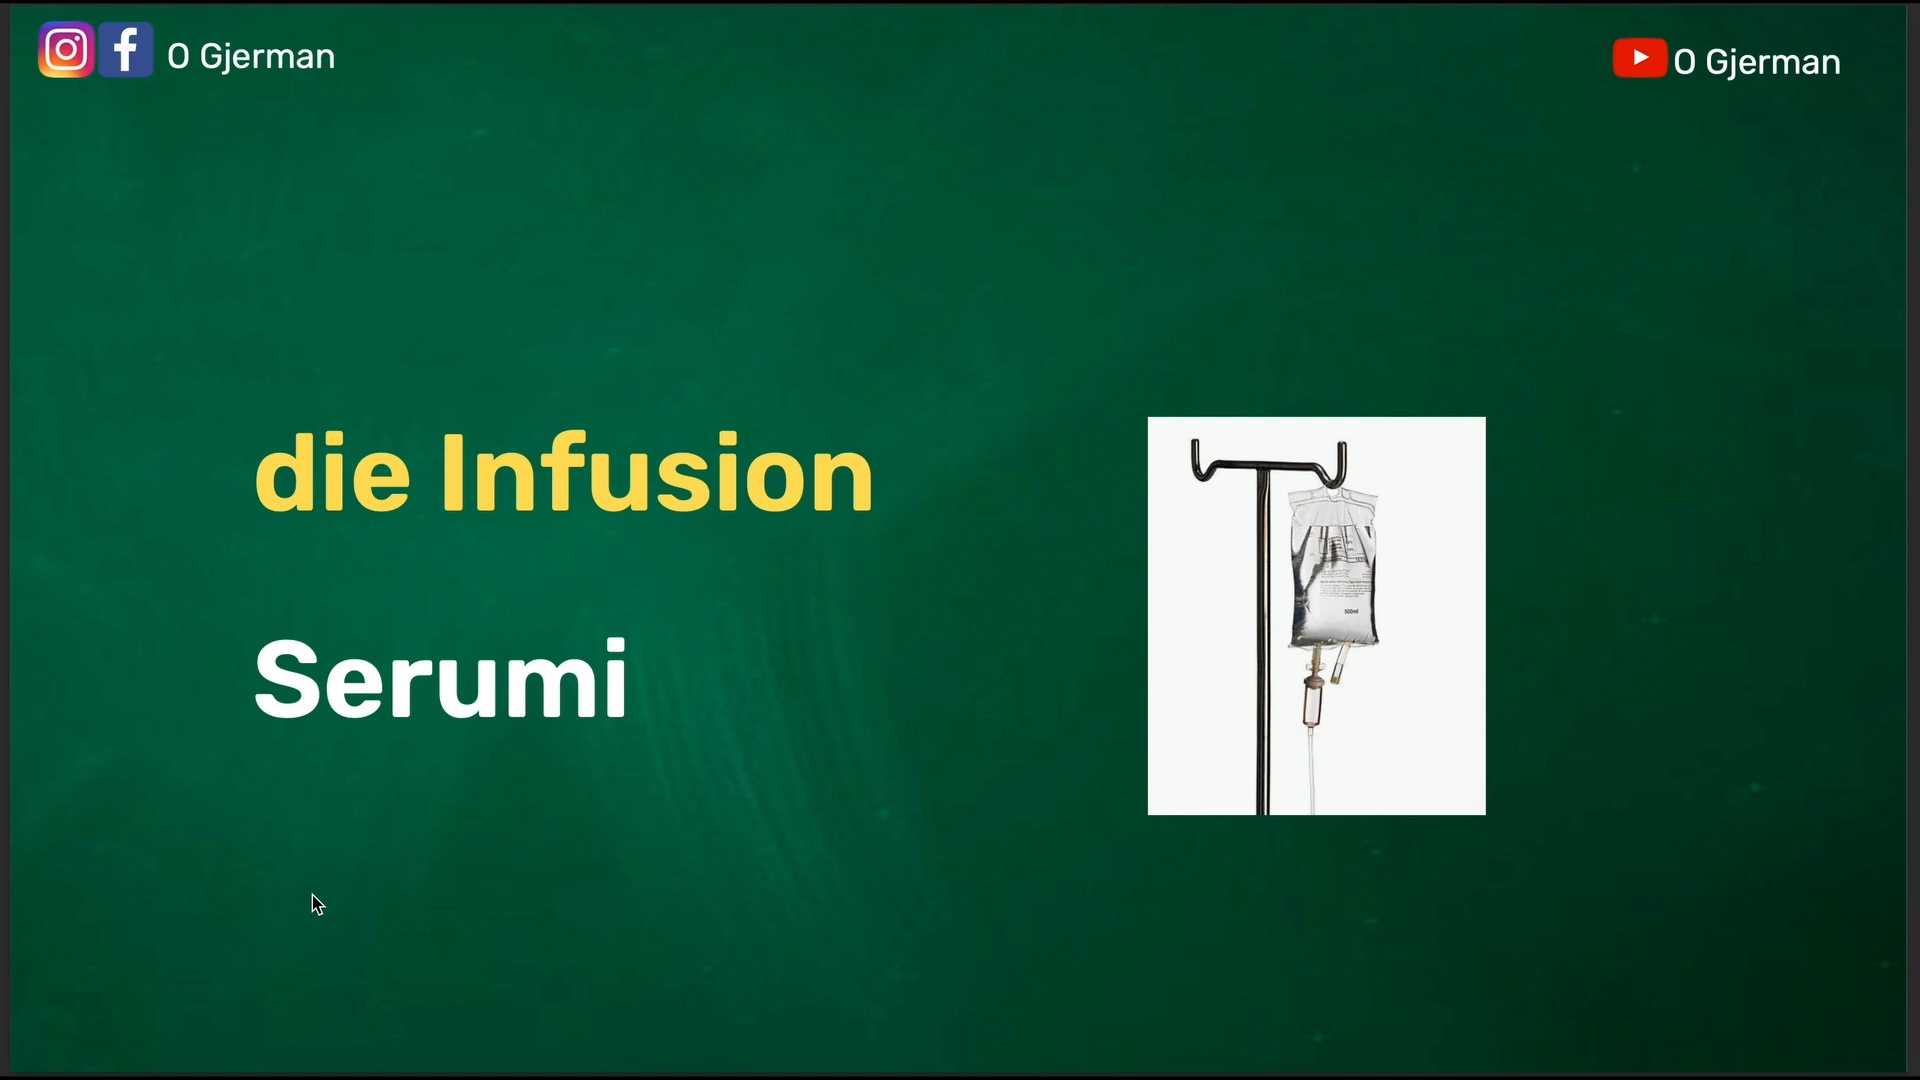 O Gjerman
O Gjerman
die Infusion
Serumi
500ml